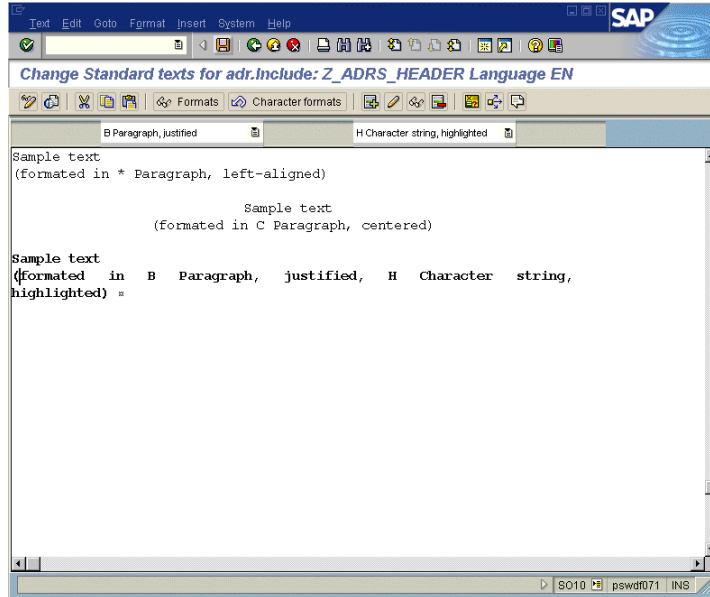 Text Edit Goto Format Insert System Help
SAP
Change Standard texts for adr.Include: Z_ADRS_HEADER Language EN
Formats Character formats
B Paragraph, justified H Character string, highlighted
Sample text
(formated in * Paragraph, left-aligned)
Sample text
(formated in C Paragraph, centered)
Sample text
(formated in B Paragraph, justified, H Character string,
highlighted) ¤
SO10 pswdf071 INS